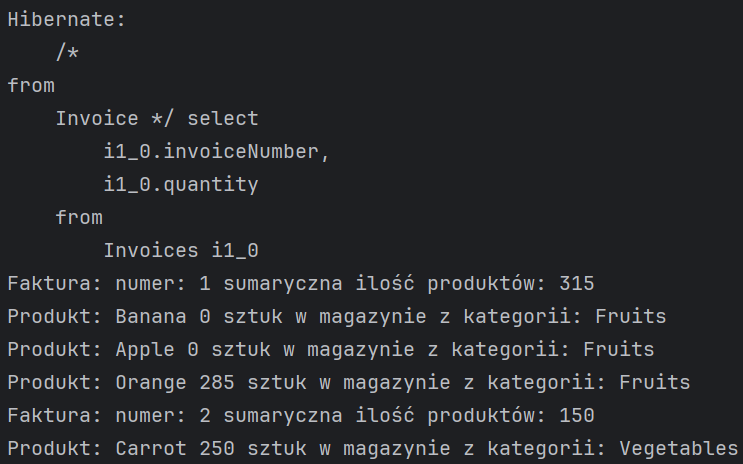 Hibernate:
/*
from
Invoice */ select
i1_0.invoiceNumber,
i1_0.quantity
from
Invoices i1_0
Faktura: numer: 1 sumaryczna ilość produktów: 315
Produkt: Banana 0 sztuk w magazynie z kategorii: Fruits
Produkt: Apple 0 sztuk w magazynie z kategorii: Fruits
Produkt: Orange 285 sztuk w magazynie z kategorii: Fruits
Faktura: numer: 2 sumaryczna ilość produktów: 150
Produkt: Carrot 250 sztuk w magazynie z kategorii: Vegetables